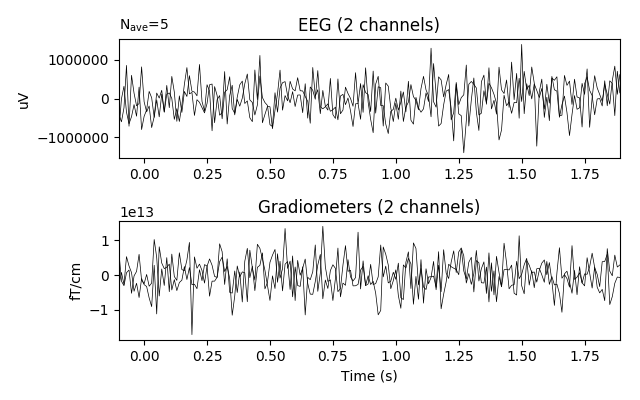 N_ave=5
EEG (2 channels)
1000000
0
−1000000
uV
0.00 0.25 0.50 0.75 1.00 1.25 1.50 1.75
1e13
Gradiometers (2 channels)
1
0
−1
fT/cm
0.00 0.25 0.50 0.75 1.00 1.25 1.50 1.75
Time (s)